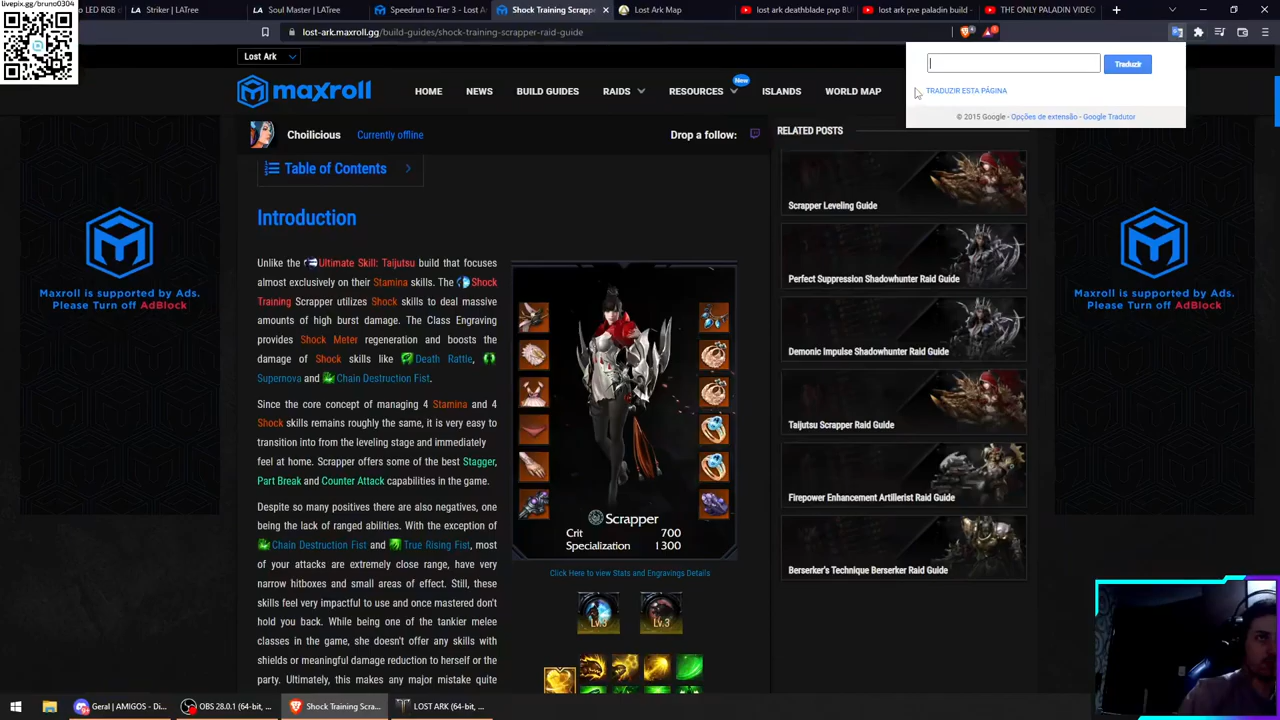 livepix.gg/bruno0304
LED RGB d
Striker | LATree
Soul Master | LATree
Speedrun to Tier 3 - Lost A
Shock Training Scrappe
Lost Ark Map
lost ark deathblade pvp BU
lost ark pve paladin build -
THE ONLY PALADIN VIDEO
lost-ark.maxroll.gg/build-guides/shock-training-scrapper-raid-guide
Traduzir
TRADUZIR ESTA PÁGINA
© 2015 Google - Opções de extensão - Google Tradutor
Lost Ark
maxroll
HOME
NEWS
BUILD GUIDES
RAIDS
RESOURCES
New
ISLANDS
WORLD MAP
Choilicious
Currently offline
Drop a follow:
RELATED POSTS
Table of Contents
Introduction
Unlike the Ultimate Skill: Taijutsu build that focuses
almost exclusively on their Stamina skills. The Shock
Training Scrapper utilizes Shock skills to deal massive
amounts of high burst damage. The Class Engraving
provides Shock Meter regeneration and boosts the
damage of Shock skills like Death Rattle,
Supernova and Chain Destruction Fist.
Since the core concept of managing 4 Stamina and 4
Shock skills remains roughly the same, it is very easy to
transition into from the leveling stage and immediately
feel at home. Scrapper offers some of the best Stagger,
Part Break and Counter Attack capabilities in the game.
Despite so many positives there are also negatives, one
being the lack of ranged abilities. With the exception of
Chain Destruction Fist and True Rising Fist, most
of your attacks are extremely close range, have very
narrow hitboxes and small areas of effect. Still, these
skills feel very impactful to use and once mastered don't
hold you back. While being one of the tankier melee
classes in the game, she doesn't offer any skills with
shields or meaningful damage reduction to herself or the
party. Ultimately, this makes any major mistake quite
Scrapper
Crit 700
Specialization 1300
Click Here to view Stats and Engravings Details
Lv.3
Lv.3
Scrapper Leveling Guide
Perfect Suppression Shadowhunter Raid Guide
Demonic Impulse Shadowhunter Raid Guide
Taijutsu Scrapper Raid Guide
Firepower Enhancement Artillerist Raid Guide
Berserker's Technique Berserker Raid Guide
Maxroll is supported by Ads.
Please Turn off AdBlock
Maxroll is supported by Ads.
Please Turn off AdBlock
Geral | AMIGOS - Di...
OBS 28.0.1 (64-bit, ...
Shock Training Scra...
LOST ARK (64-bit, ...